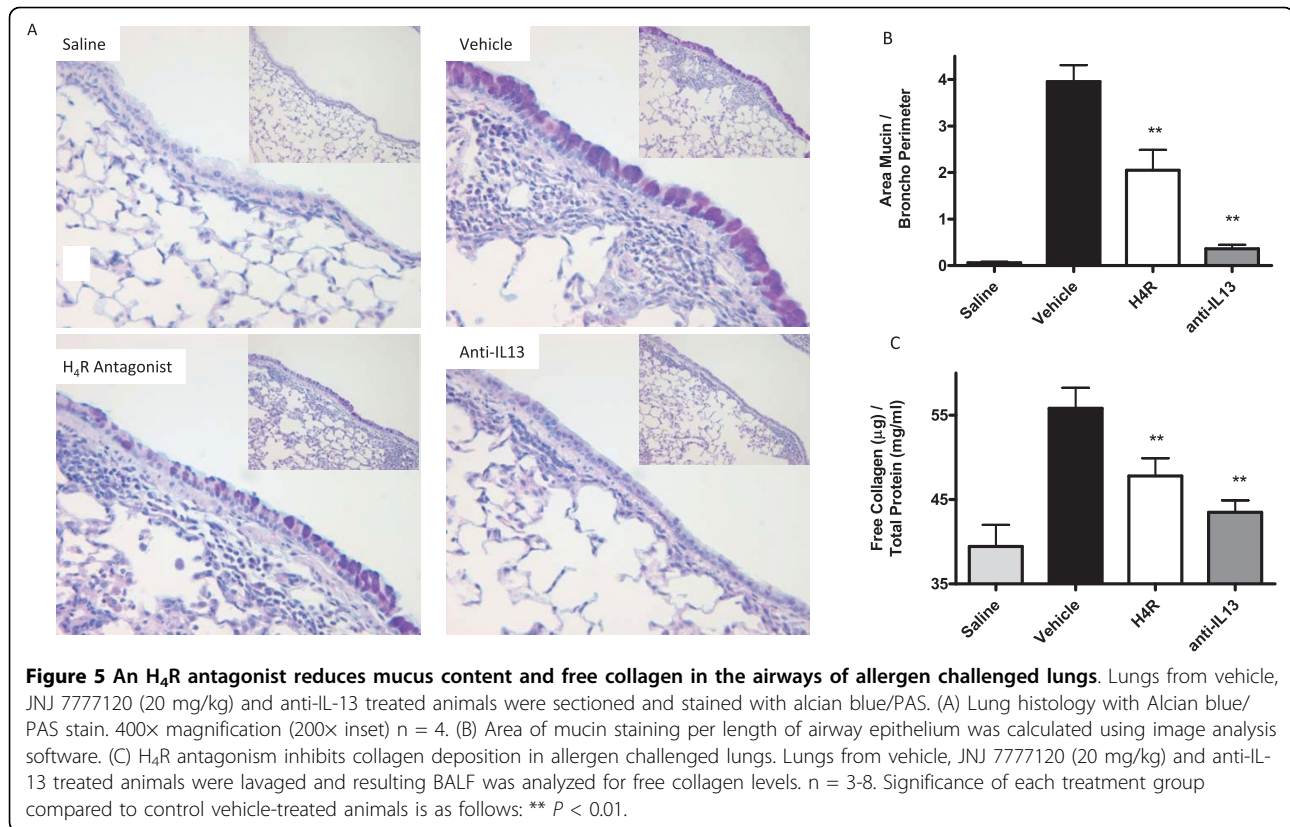 A
Saline
Vehicle
H₄R Antagonist
Anti-IL13
B
Area Mucin /
Broncho Perimeter
4
3
2
1
0
Saline
Vehicle
H4R
anti-IL13
**
**
C
Free Collagen (μg) /
Total Protein (mg/ml)
55
45
35
Saline
Vehicle
H4R
anti-IL13
**
**
Figure 5 An H₄R antagonist reduces mucus content and free collagen in the airways of allergen challenged lungs. Lungs from vehicle,
JNJ 7777120 (20 mg/kg) and anti-IL-13 treated animals were sectioned and stained with alcian blue/PAS. (A) Lung histology with Alcian blue/
PAS stain. 400× magnification (200× inset) n = 4. (B) Area of mucin staining per length of airway epithelium was calculated using image analysis
software. (C) H₄R antagonism inhibits collagen deposition in allergen challenged lungs. Lungs from vehicle, JNJ 7777120 (20 mg/kg) and anti-IL-
13 treated animals were lavaged and resulting BALF was analyzed for free collagen levels. n = 3-8. Significance of each treatment group
compared to control vehicle-treated animals is as follows: ** P < 0.01.